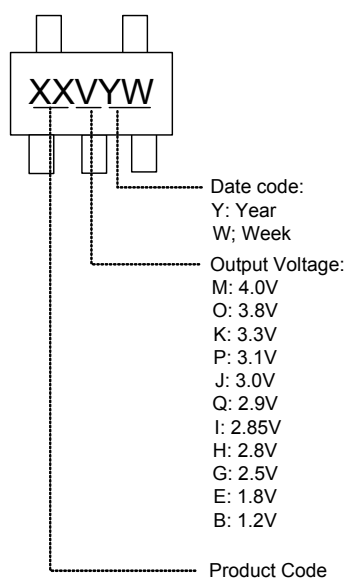 XXVYW
Date code:
Y: Year
W; Week
Output Voltage:
M: 4.0V
O: 3.8V
K: 3.3V
P: 3.1V
J: 3.0V
Q: 2.9V
I: 2.85V
H: 2.8V
G: 2.5V
E: 1.8V
B: 1.2V
Product Code